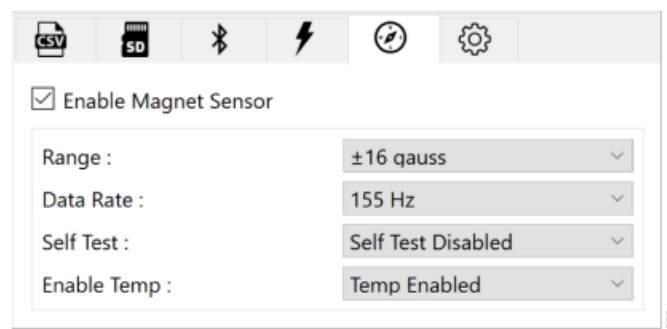 CSV SD
Enable Magnet Sensor
Range : ±16 gauss
Data Rate : 155 Hz
Self Test : Self Test Disabled
Enable Temp : Temp Enabled